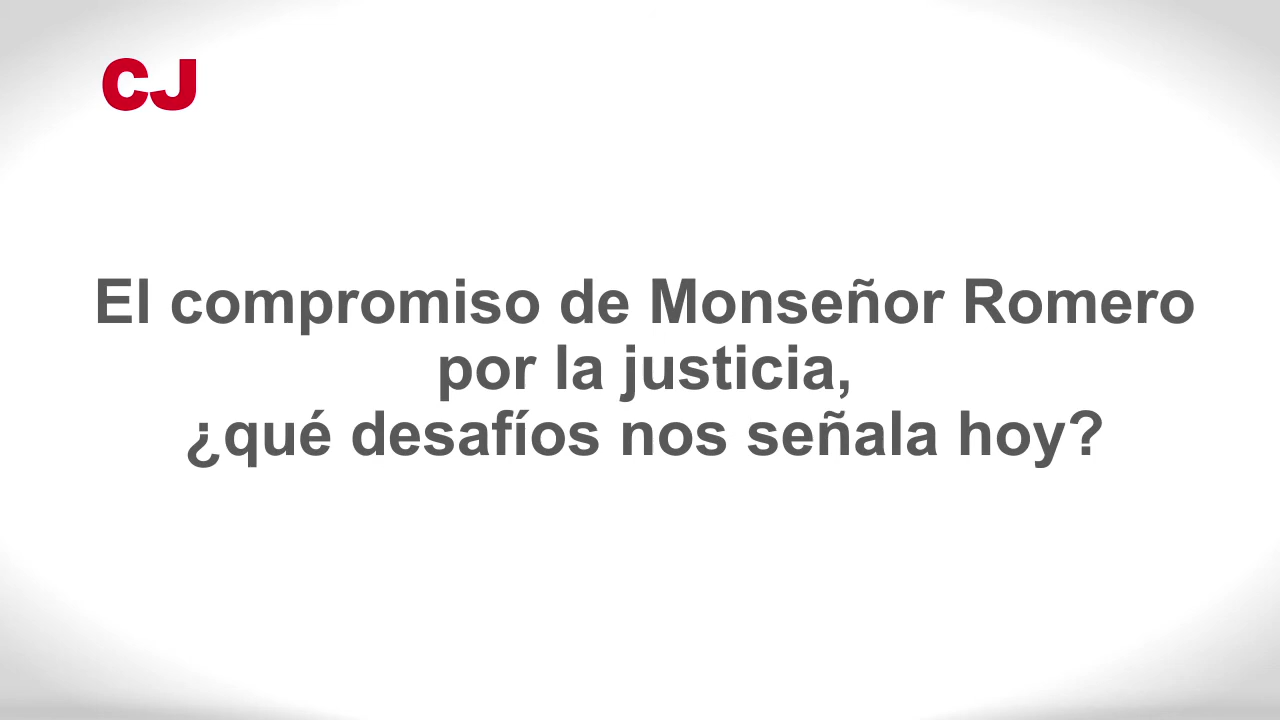 CJ
El compromiso de Monseñor Romero
por la justicia,
¿qué desafíos nos señala hoy?